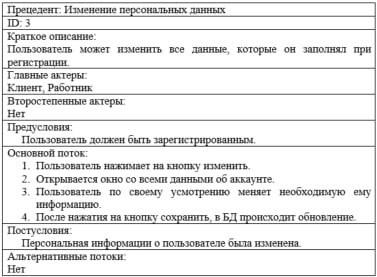 Прецедент: Изменение персональных данных
ID: 3
Краткое описание:
Пользователь может изменить все данные, которые он заполнял при
регистрации.
Главные актеры:
Клиент, Работник
Второстепенные актеры:
Нет
Предусловия:
Пользователь должен быть зарегистрированным.
Основной поток:
1. Пользователь нажимает на кнопку изменить.
2. Открывается окно со всеми данными об аккаунте.
3. Пользователь по своему усмотрению меняет необходимую ему
информацию.
4. После нажатия на кнопку сохранить, в БД происходит обновление.
Постусловия:
Персональная информации о пользователе была изменена.
Альтернативные потоки:
Нет